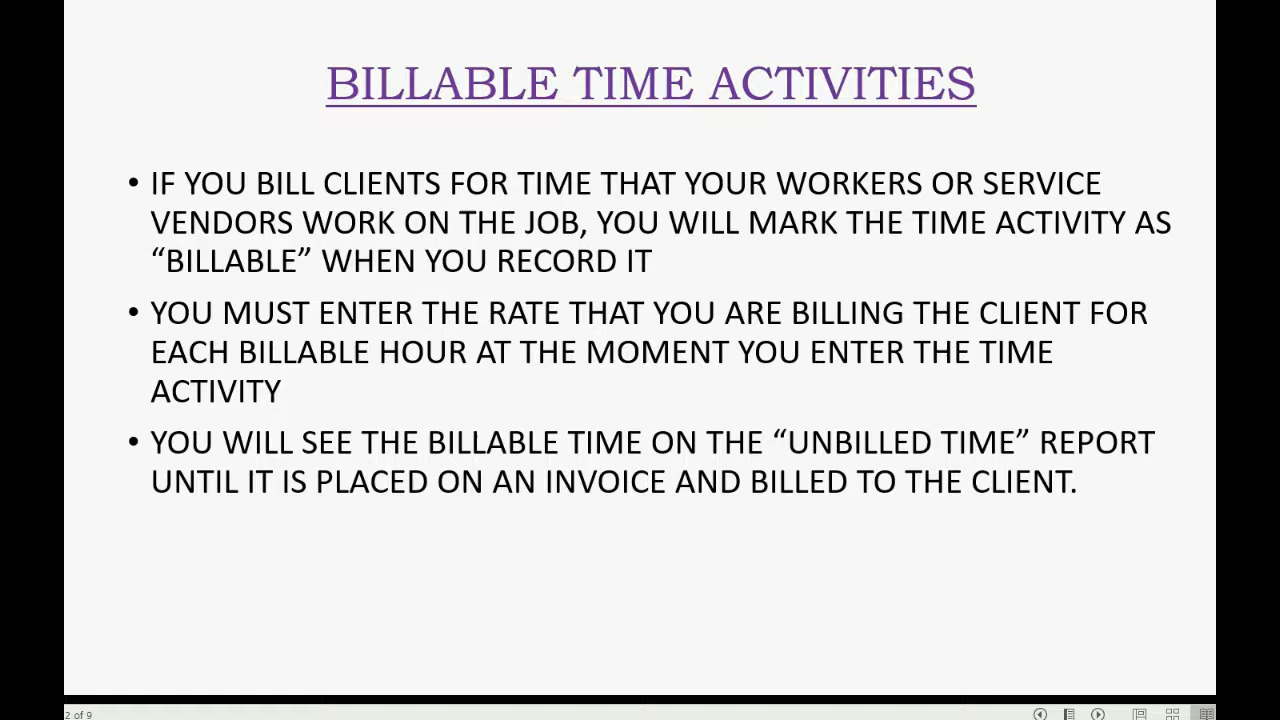 BILLABLE TIME ACTIVITIES
• IF YOU BILL CLIENTS FOR TIME THAT YOUR WORKERS OR SERVICE
VENDORS WORK ON THE JOB, YOU WILL MARK THE TIME ACTIVITY AS
“BILLABLE” WHEN YOU RECORD IT
• YOU MUST ENTER THE RATE THAT YOU ARE BILLING THE CLIENT FOR
EACH BILLABLE HOUR AT THE MOMENT YOU ENTER THE TIME
ACTIVITY
• YOU WILL SEE THE BILLABLE TIME ON THE “UNBILLED TIME” REPORT
UNTIL IT IS PLACED ON AN INVOICE AND BILLED TO THE CLIENT.
2 of 9